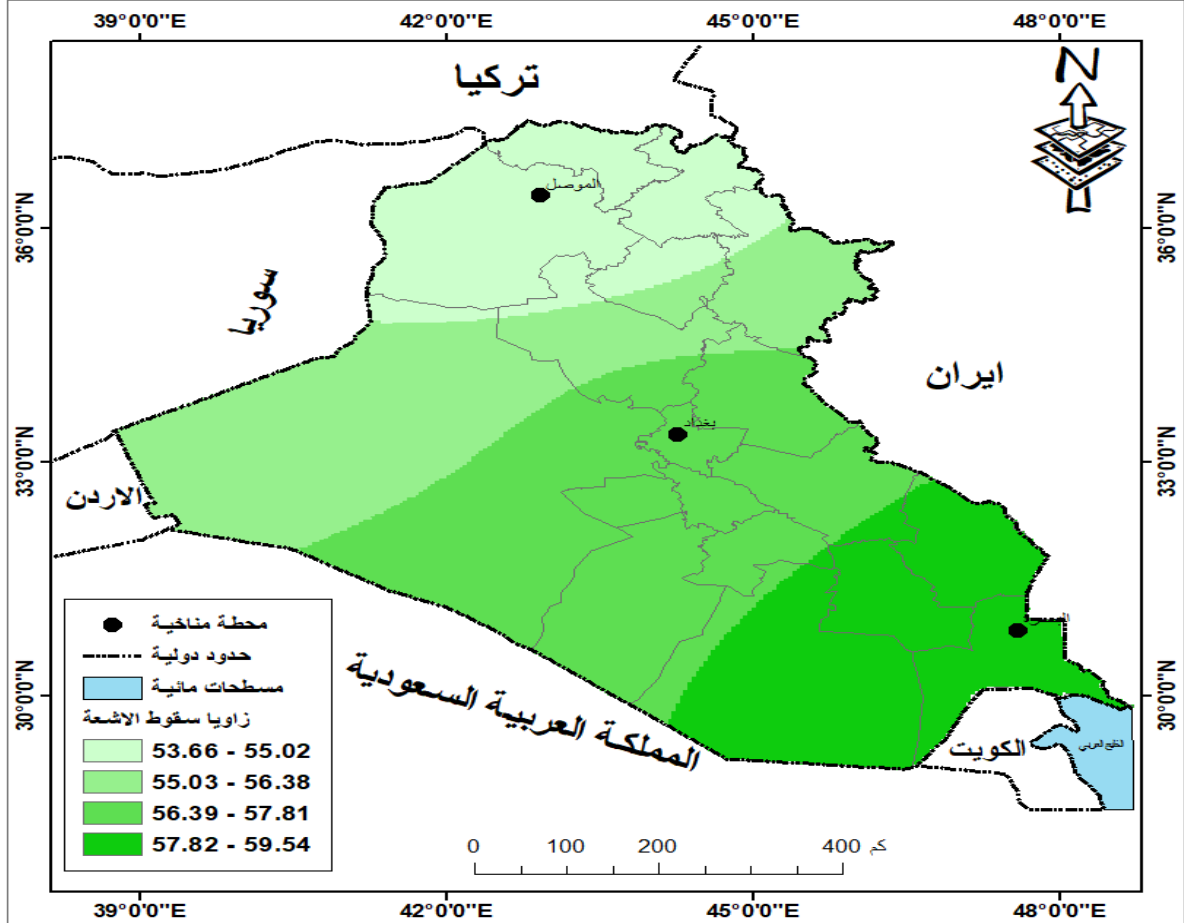 39°0'0"E 42°0'0"E 45°0'0"E 48°0'0"E
N
تركيا
الموصل
36°0'0"N 36°0'0"N
سوريا
ايران
بغداد
33°0'0"N 33°0'0"N
الاردن
محطة مناخية
حدود دولية
مسطحات مائية
زاويا سقوط الاشعة
53.66 - 55.02
55.03 - 56.38
56.39 - 57.81
57.82 - 59.54
المملكة العربية السعودية
30°0'0"N 30°0'0"N
الكويت
الخليج العربي
0 100 200 400 كم
39°0'0"E 42°0'0"E 45°0'0"E 48°0'0"E